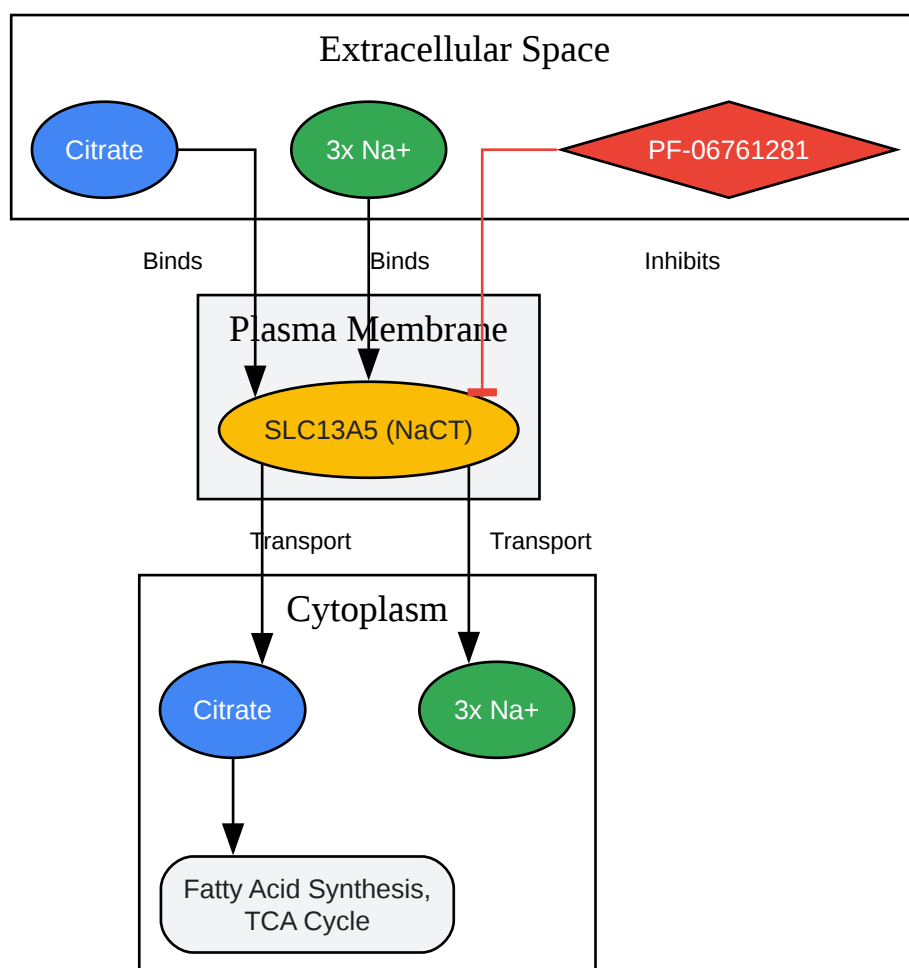 Extracellular Space
Citrate
3x Na+
PF-06761281
Binds
Binds
Inhibits
Plasma Membrane
SLC13A5 (NaCT)
Transport
Transport
Cytoplasm
Citrate
3x Na+
Fatty Acid Synthesis,
TCA Cycle